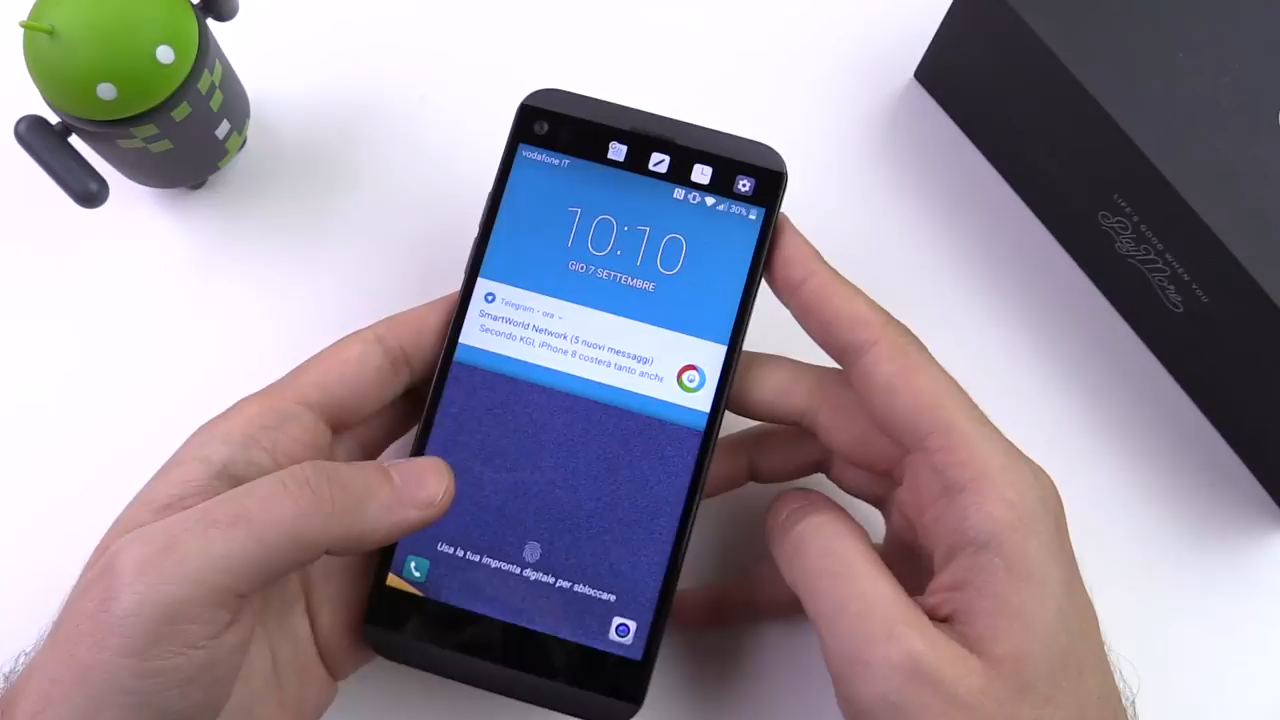 vodafone IT
30%
10:10
GIO 7 SETTEMBRE
Telegram • ora
SmartWorld Network (5 nuovi messaggi)
Secondo KGI, iPhone 8 costerà tanto anche
Usa la tua impronta digitale per sbloccare
LIFE'S GOOD WHEN YOU
Play More